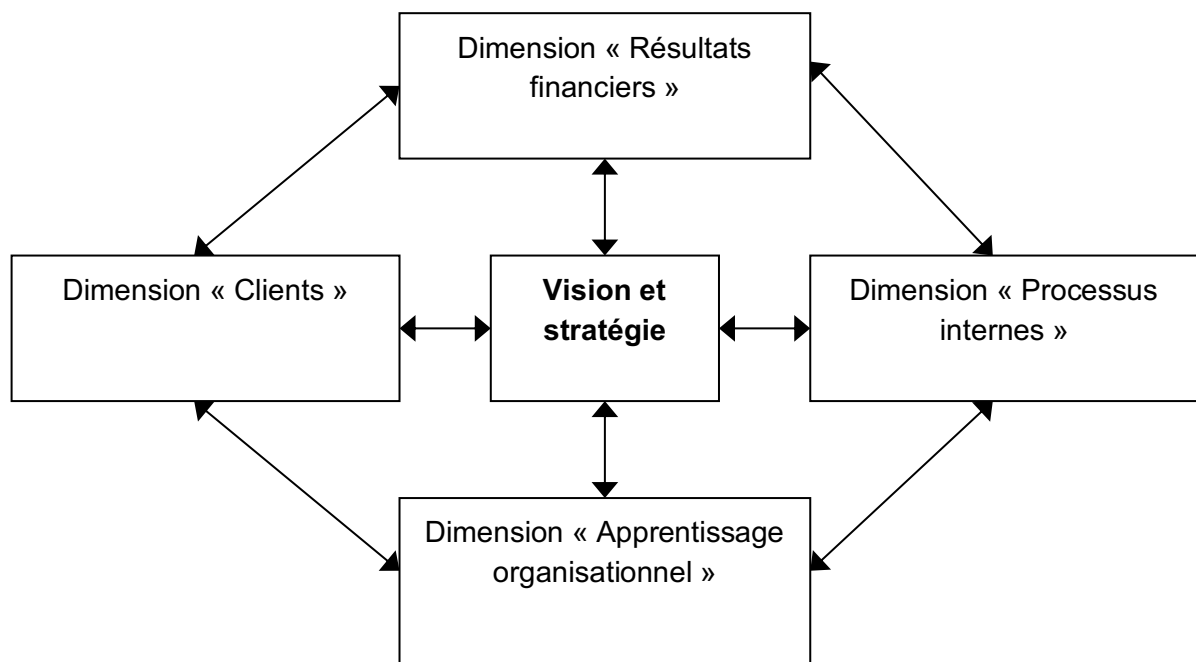 Dimension « Résultats
financiers »
Dimension « Clients »
Vision et
stratégie
Dimension « Processus
internes »
Dimension « Apprentissage
organisationnel »